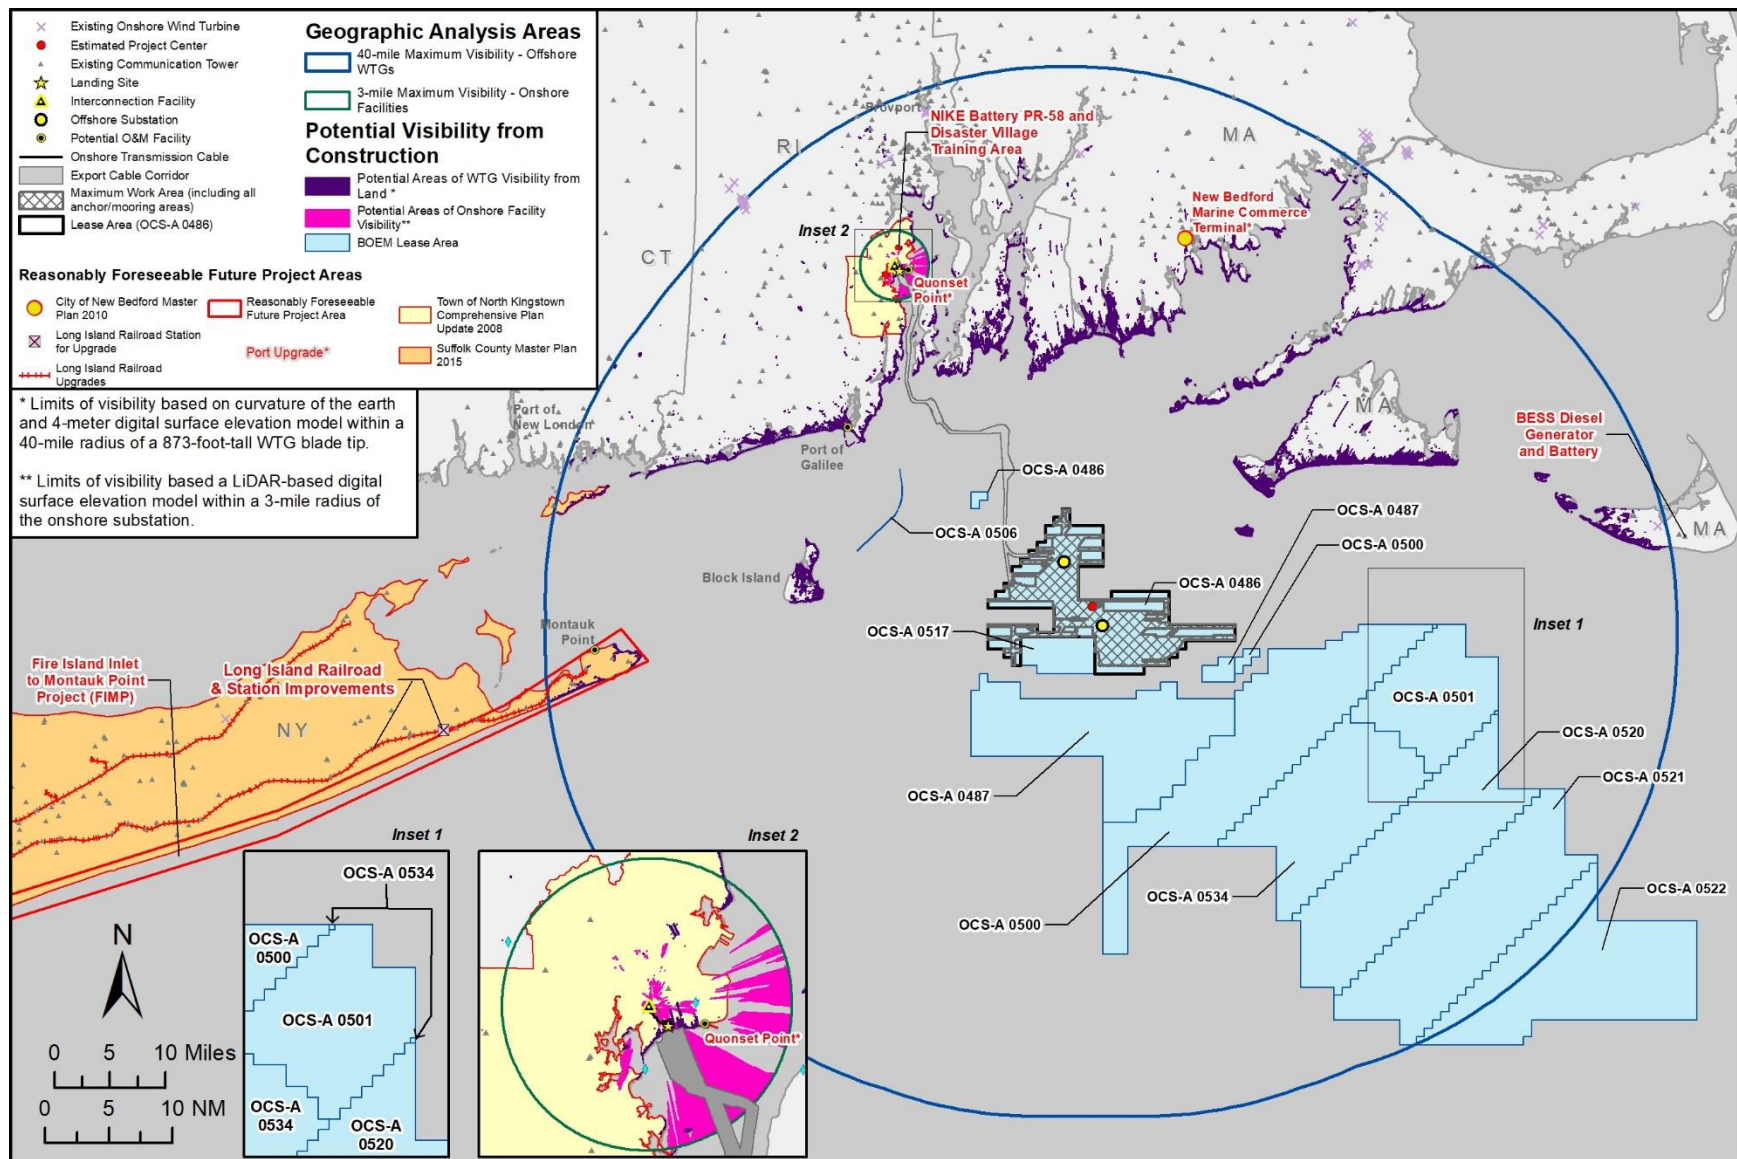 Existing Onshore Wind Turbine
Estimated Project Center
Existing Communication Tower
Landing Site
Interconnection Facility
Offshore Substation
Potential O&M Facility
Onshore Transmission Cable
Export Cable Corridor
Maximum Work Area (including all
anchor/mooring areas)
Lease Area (OCS-A 0486)
Geographic Analysis Areas
40-mile Maximum Visibility - Offshore
WTGs
3-mile Maximum Visibility - Onshore
Facilities
Potential Visibility from
Construction
Potential Areas of WTG Visibility from
Land *
Potential Areas of Onshore Facility
Visibility**
BOEM Lease Area
Reasonably Foreseeable Future Project Areas
City of New Bedford Master
Plan 2010
Long Island Railroad Station
for Upgrade
Long Island Railroad
Upgrades
Reasonably Foreseeable
Future Project Area
Port Upgrade*
Town of North Kingstown
Comprehensive Plan
Update 2008
Suffolk County Master Plan
2015
* Limits of visibility based on curvature of the earth
and 4-meter digital surface elevation model within a
40-mile radius of a 873-foot-tall WTG blade tip.
** Limits of visibility based a LiDAR-based digital
surface elevation model within a 3-mile radius of
the onshore substation.
CT
RI
MA
Provport
NIKE Battery PR-58 and
Disaster Village
Training Area
Inset 2
Quonset
Point*
New Bedford
Marine Commerce
Terminal*
MA
BESS Diesel
Generator
and Battery
MA
Port of
New London
Port of
Galilee
OCS-A 0486
OCS-A 0506
Block Island
OCS-A 0487
OCS-A 0500
OCS-A 0486
OCS-A 0517
Inset 1
Montauk
Point
Fire Island Inlet
to Montauk Point
Project (FIMP)
Long Island Railroad
& Station Improvements
NY
OCS-A 0501
OCS-A 0520
OCS-A 0521
OCS-A 0487
OCS-A 0534
OCS-A 0500
OCS-A 0522
Inset 1
OCS-A 0534
OCS-A
0500
OCS-A 0501
OCS-A
0534
OCS-A
0520
Inset 2
Quonset Point*
N
0 5 10 Miles
0 5 10 NM